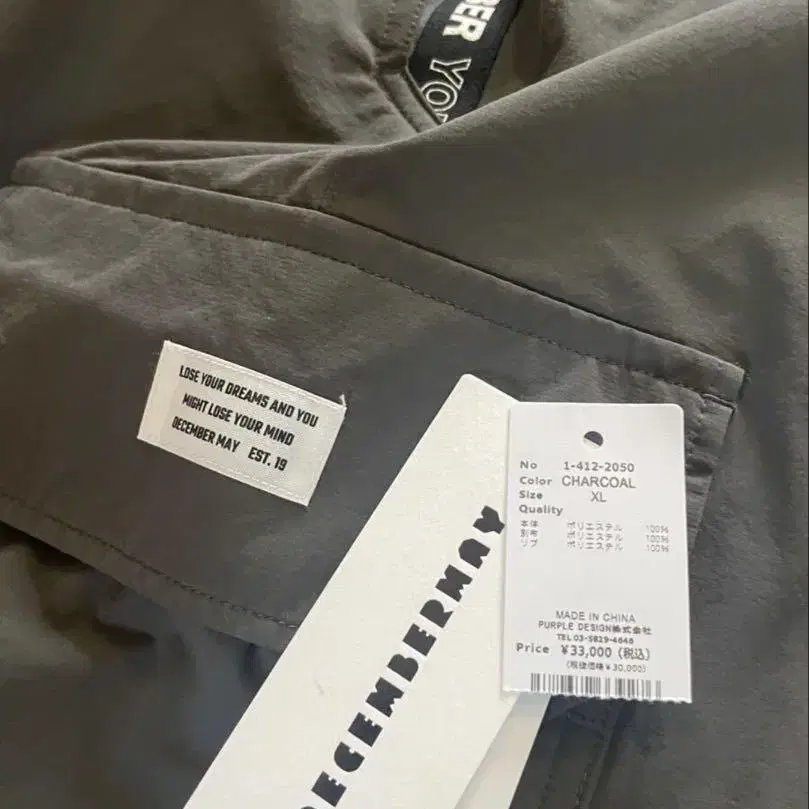 BER YO
LOSE YOUR DREAMS AND YOU
MIGHT LOSE YOUR MIND
DECEMBER MAY EST. 19
DECEMBERMAY
No 1-412-2050
Color CHARCOAL
Size XL
Quality
本体 ポリエステル 100%
別布 ポリエステル 100%
リブ ポリエステル 100%
MADE IN CHINA
PURPLE DESIGN株式会社
TEL 03-5829-4646
Price ¥33,000 (税込)
(税抜価格¥30,000)